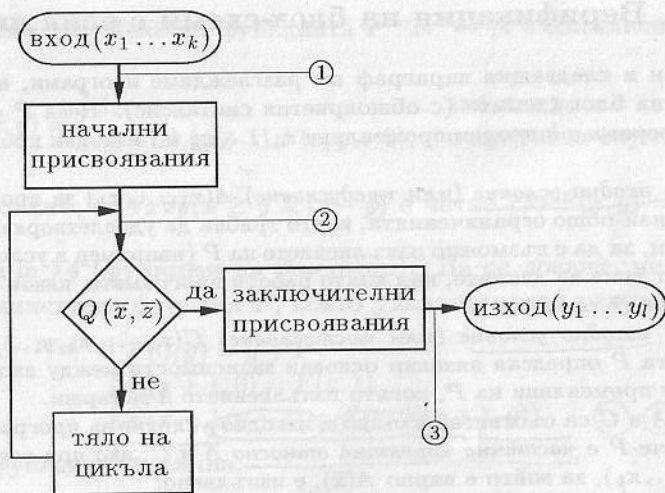 вход (x₁ … xₖ)
①
начални
присвоявания
②
Q (x̅, z̅)
да
заключителни
присвоявания
изход (y₁ … yₗ)
не
③
тяло на
цикъла